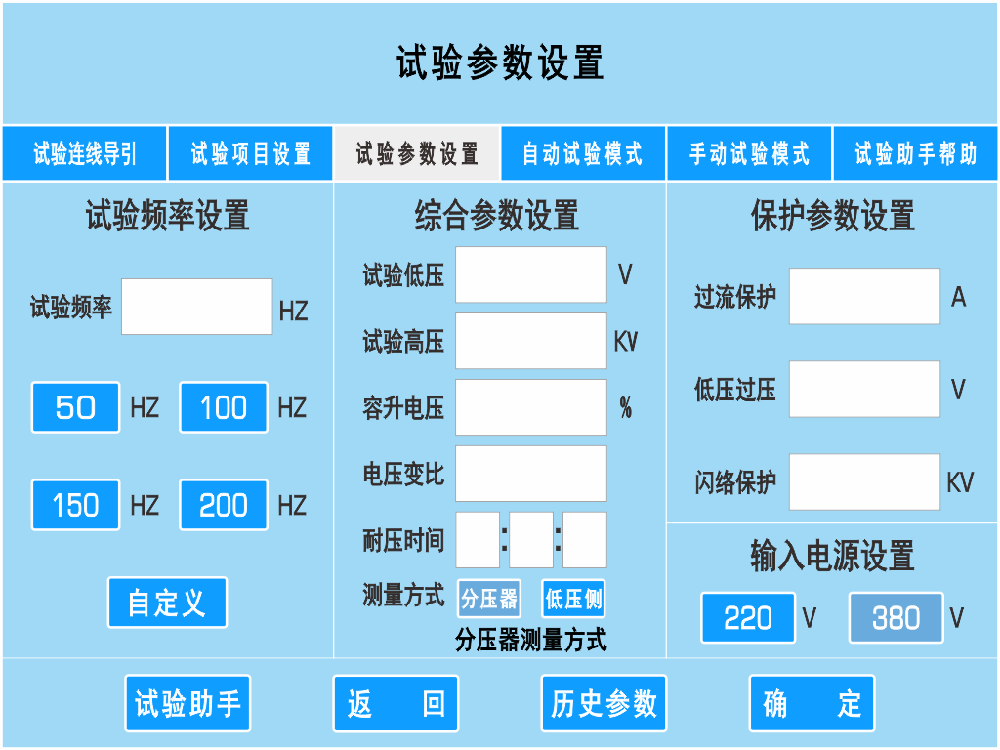 试验参数设置
试验连线导引 试验项目设置 试验参数设置 自动试验模式 手动试验模式 试验助手帮助
试验频率设置
试验频率 HZ
50 HZ 100 HZ
150 HZ 200 HZ
自定义
综合参数设置
试验低压 V
试验高压 KV
容升电压 %
电压变比
耐压时间 : :
测量方式 分压器 低压侧
分压器测量方式
保护参数设置
过流保护 A
低压过压 V
闪络保护 KV
输入电源设置
220 V 380 V
试验助手 返 回 历史参数 确 定